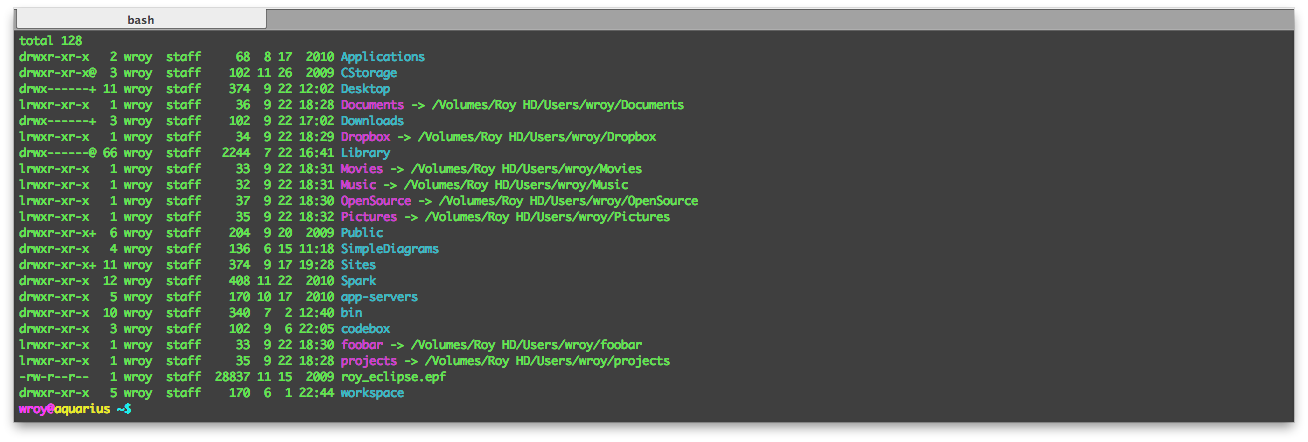 bash
total 128
drwxr-xr-x   2 wroy  staff     68  8 17  2010 Applications
drwxr-xr-x@  3 wroy  staff    102 11 26  2009 CStorage
drwx------+ 11 wroy  staff    374  9 22 12:02 Desktop
lrwxr-xr-x   1 wroy  staff     36  9 22 18:28 Documents -> /Volumes/Roy HD/Users/wroy/Documents
drwx------+  3 wroy  staff    102  9 22 17:02 Downloads
lrwxr-xr-x   1 wroy  staff     34  9 22 18:29 Dropbox -> /Volumes/Roy HD/Users/wroy/Dropbox
drwx------@ 66 wroy  staff   2244  7 22 16:41 Library
lrwxr-xr-x   1 wroy  staff     33  9 22 18:31 Movies -> /Volumes/Roy HD/Users/wroy/Movies
lrwxr-xr-x   1 wroy  staff     32  9 22 18:31 Music -> /Volumes/Roy HD/Users/wroy/Music
lrwxr-xr-x   1 wroy  staff     37  9 22 18:30 OpenSource -> /Volumes/Roy HD/Users/wroy/OpenSource
lrwxr-xr-x   1 wroy  staff     35  9 22 18:32 Pictures -> /Volumes/Roy HD/Users/wroy/Pictures
drwxr-xr-x+  6 wroy  staff    204  9 20  2009 Public
drwxr-xr-x   4 wroy  staff    136  6 15 11:18 SimpleDiagrams
drwxr-xr-x+ 11 wroy  staff    374  9 17 19:28 Sites
drwxr-xr-x  12 wroy  staff    408 11 22  2010 Spark
drwxr-xr-x   5 wroy  staff    170 10 17  2010 app-servers
drwxr-xr-x  10 wroy  staff    340  7  2 12:40 bin
drwxr-xr-x   3 wroy  staff    102  9  6 22:05 codebox
lrwxr-xr-x   1 wroy  staff     33  9 22 18:30 foobar -> /Volumes/Roy HD/Users/wroy/foobar
lrwxr-xr-x   1 wroy  staff     35  9 22 18:28 projects -> /Volumes/Roy HD/Users/wroy/projects
-rw-r--r--   1 wroy  staff  28837 11 15  2009 roy_eclipse.epf
drwxr-xr-x   5 wroy  staff    170  6  1 22:44 workspace
wroy@aquarius ~$